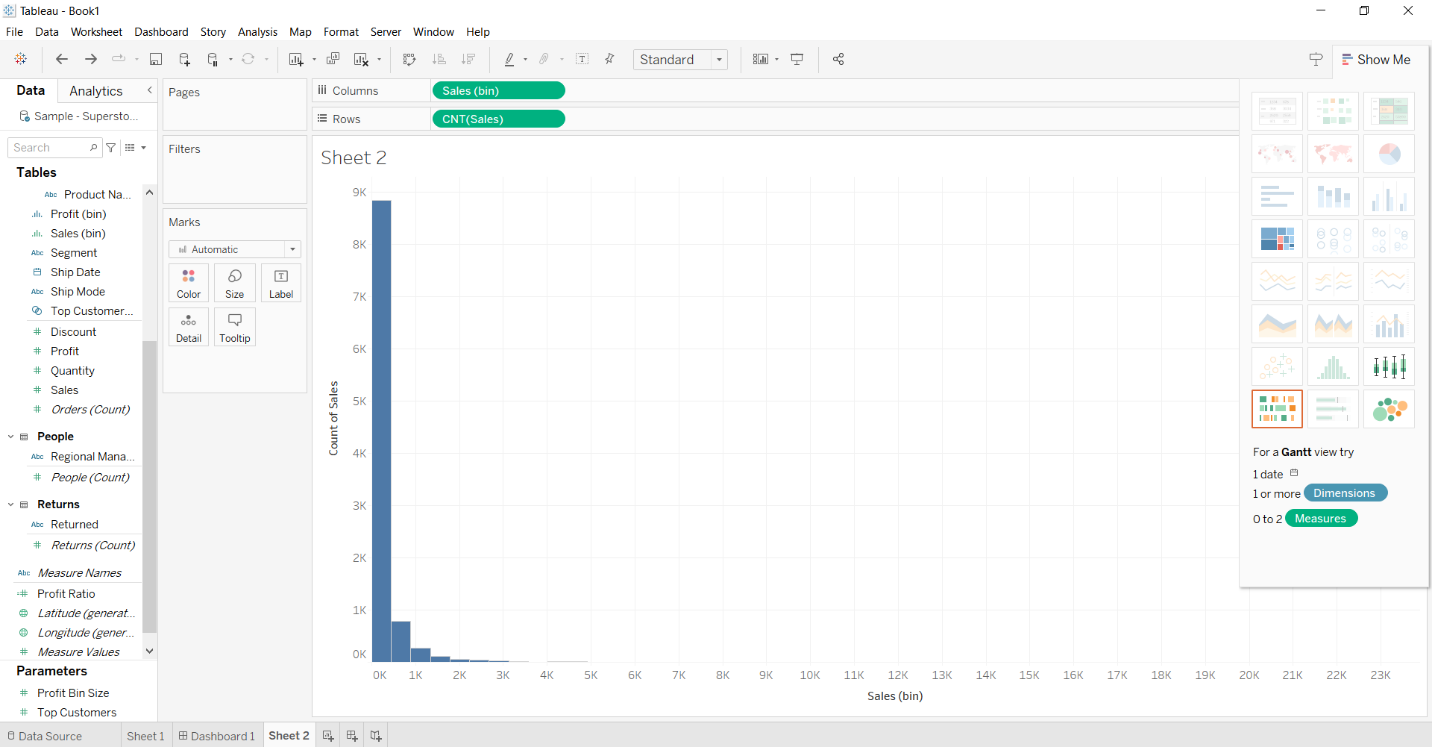 Tableau - Book1
File Data Worksheet Dashboard Story Analysis Map Format Server Window Help
Standard
Show Me
Data Analytics
Sample - Supersto...
Search
Tables
Abc Product Na...
Profit (bin)
Sales (bin)
Abc Segment
Ship Date
Abc Ship Mode
Top Customer...
# Discount
# Profit
# Quantity
# Sales
# Orders (Count)
People
Abc Regional Mana...
# People (Count)
Returns
Abc Returned
# Returns (Count)
Abc Measure Names
=# Profit Ratio
Latitude (generat...
Longitude (gener...
# Measure Values
Parameters
# Profit Bin Size
# Top Customers
Pages
Filters
Marks
Automatic
Color Size Label
Detail Tooltip
Columns Sales (bin)
Rows CNT(Sales)
Sheet 2
Count of Sales
9K
8K
7K
6K
5K
4K
3K
2K
1K
0K
0K 1K 2K 3K 4K 5K 6K 7K 8K 9K 10K 11K 12K 13K 14K 15K 16K 17K 18K 19K 20K 21K 22K 23K
Sales (bin)
For a Gantt view try
1 date
1 or more Dimensions
0 to 2 Measures
Data Source Sheet 1 Dashboard 1 Sheet 2